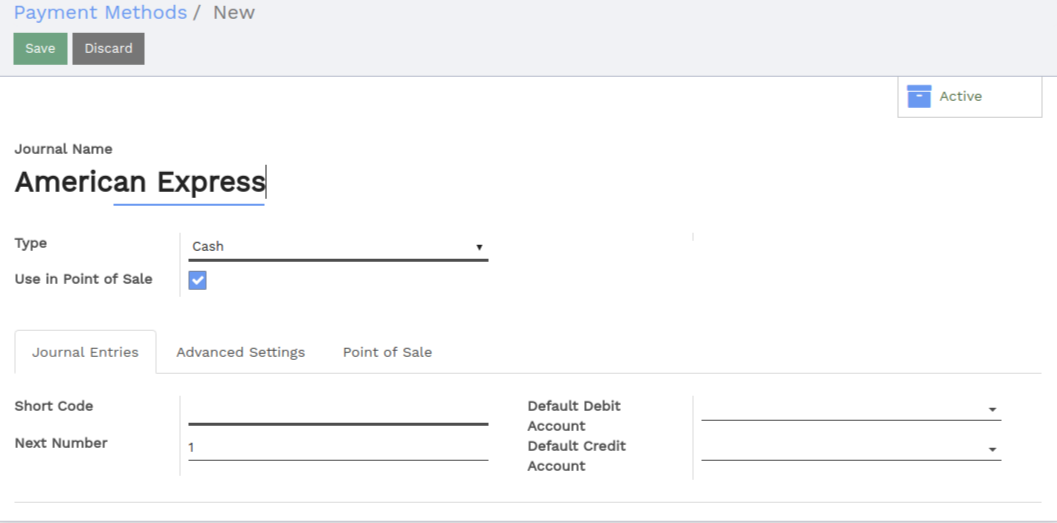 Payment Methods / New
Save Discard
Active
Journal Name
American Express
Type Cash
Use in Point of Sale
Journal Entries Advanced Settings Point of Sale
Short Code
Next Number 1
Default Debit
Account
Default Credit
Account